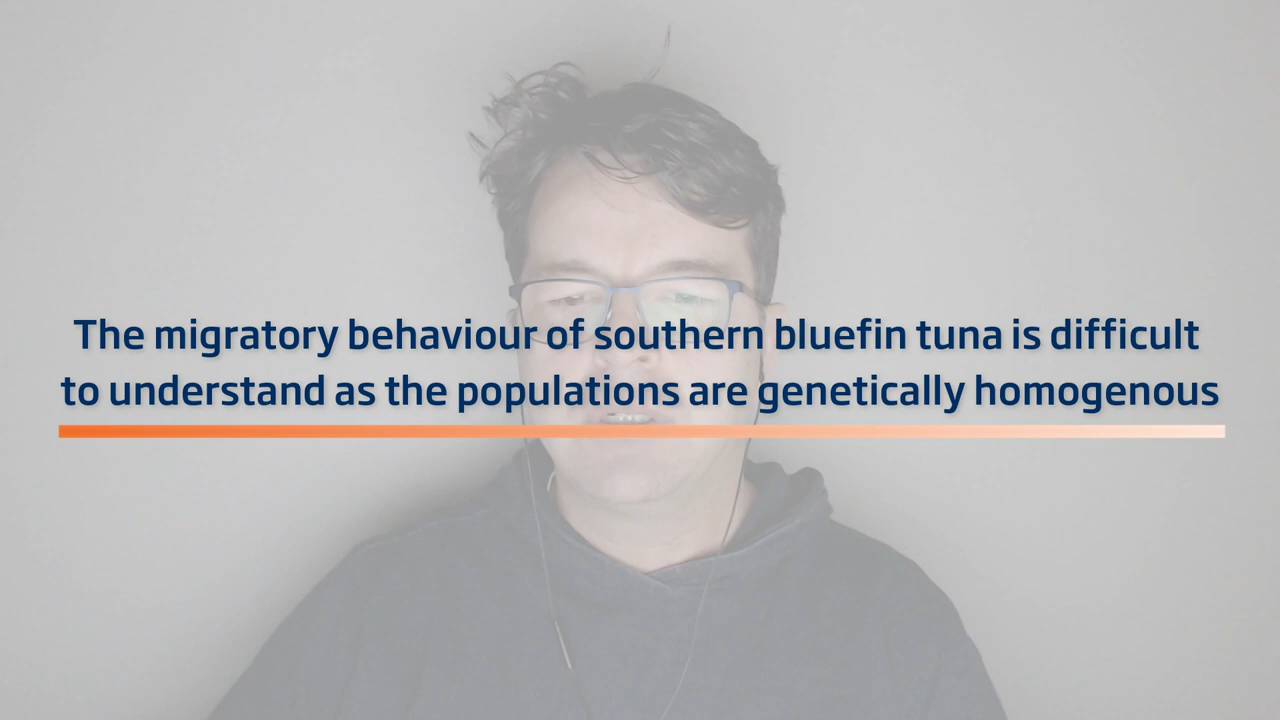 The migratory behaviour of southern bluefin tuna is difficult
to understand as the populations are genetically homogenous